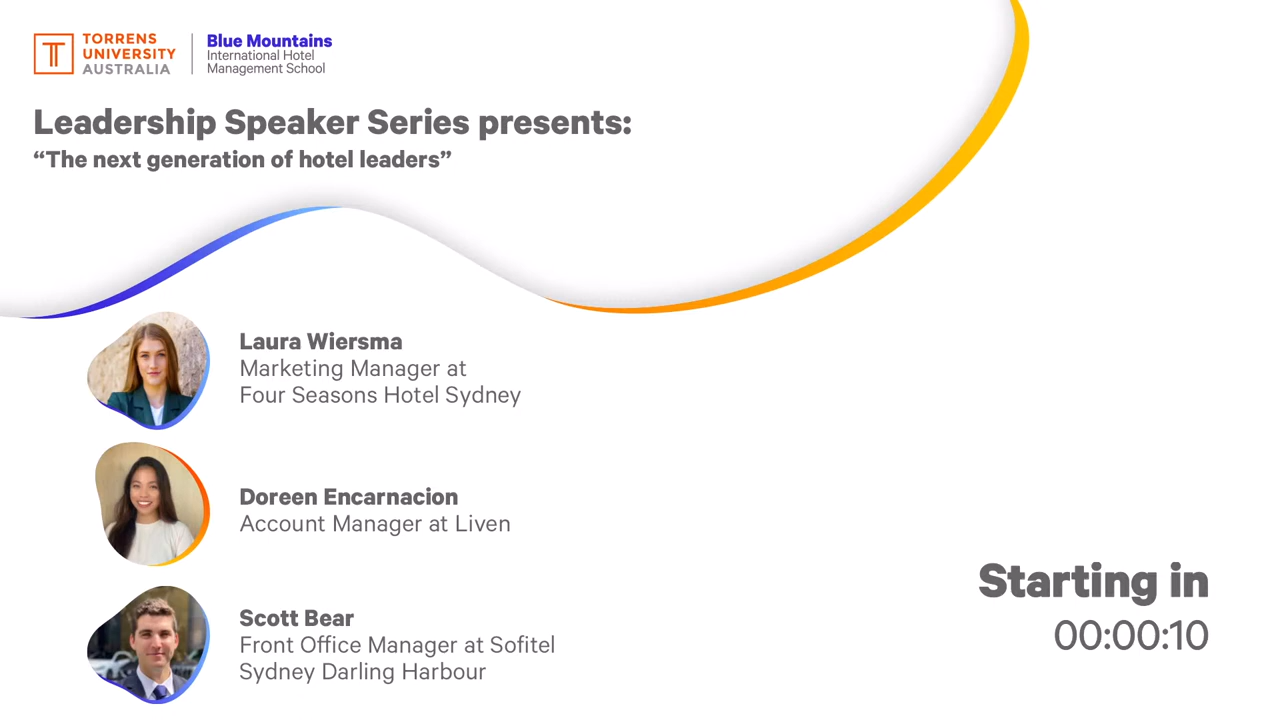 TORRENS
UNIVERSITY
AUSTRALIA
Blue Mountains
International Hotel
Management School
Leadership Speaker Series presents:
“The next generation of hotel leaders”
Laura Wiersma
Marketing Manager at
Four Seasons Hotel Sydney
Doreen Encarnacion
Account Manager at Liven
Scott Bear
Front Office Manager at Sofitel
Sydney Darling Harbour
Starting in
00:00:10